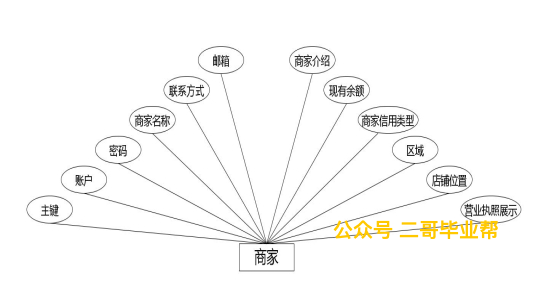 邮箱
商家介绍
联系方式
现有余额
商家名称
商家信用类型
密码
区域
账户
店铺位置
主键
营业执照展示
公众号 二哥毕业帮
商家